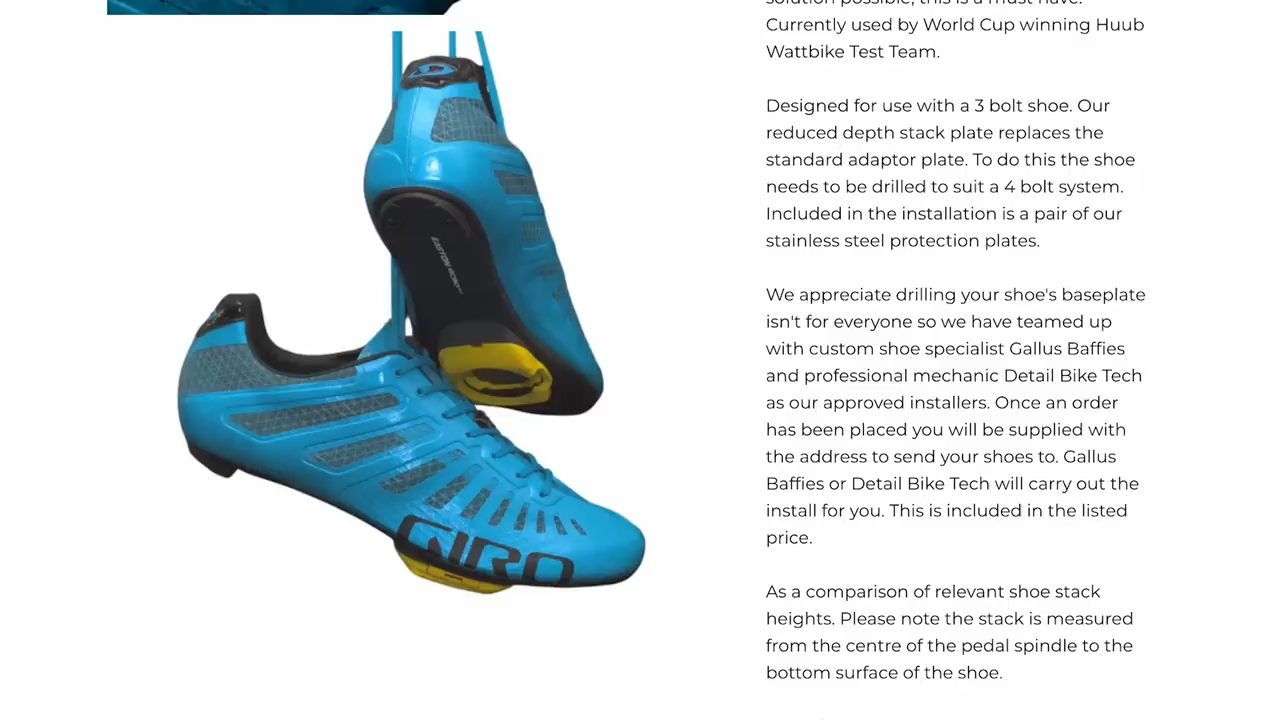 Currently used by World Cup winning Huub
Wattbike Test Team.
Designed for use with a 3 bolt shoe. Our
reduced depth stack plate replaces the
standard adaptor plate. To do this the shoe
needs to be drilled to suit a 4 bolt system.
Included in the installation is a pair of our
stainless steel protection plates.
We appreciate drilling your shoe's baseplate
isn't for everyone so we have teamed up
with custom shoe specialist Gallus Baffies
and professional mechanic Detail Bike Tech
as our approved installers. Once an order
has been placed you will be supplied with
the address to send your shoes to. Gallus
Baffies or Detail Bike Tech will carry out the
install for you. This is included in the listed
price.
As a comparison of relevant shoe stack
heights. Please note the stack is measured
from the centre of the pedal spindle to the
bottom surface of the shoe.
EASTON
GIRO